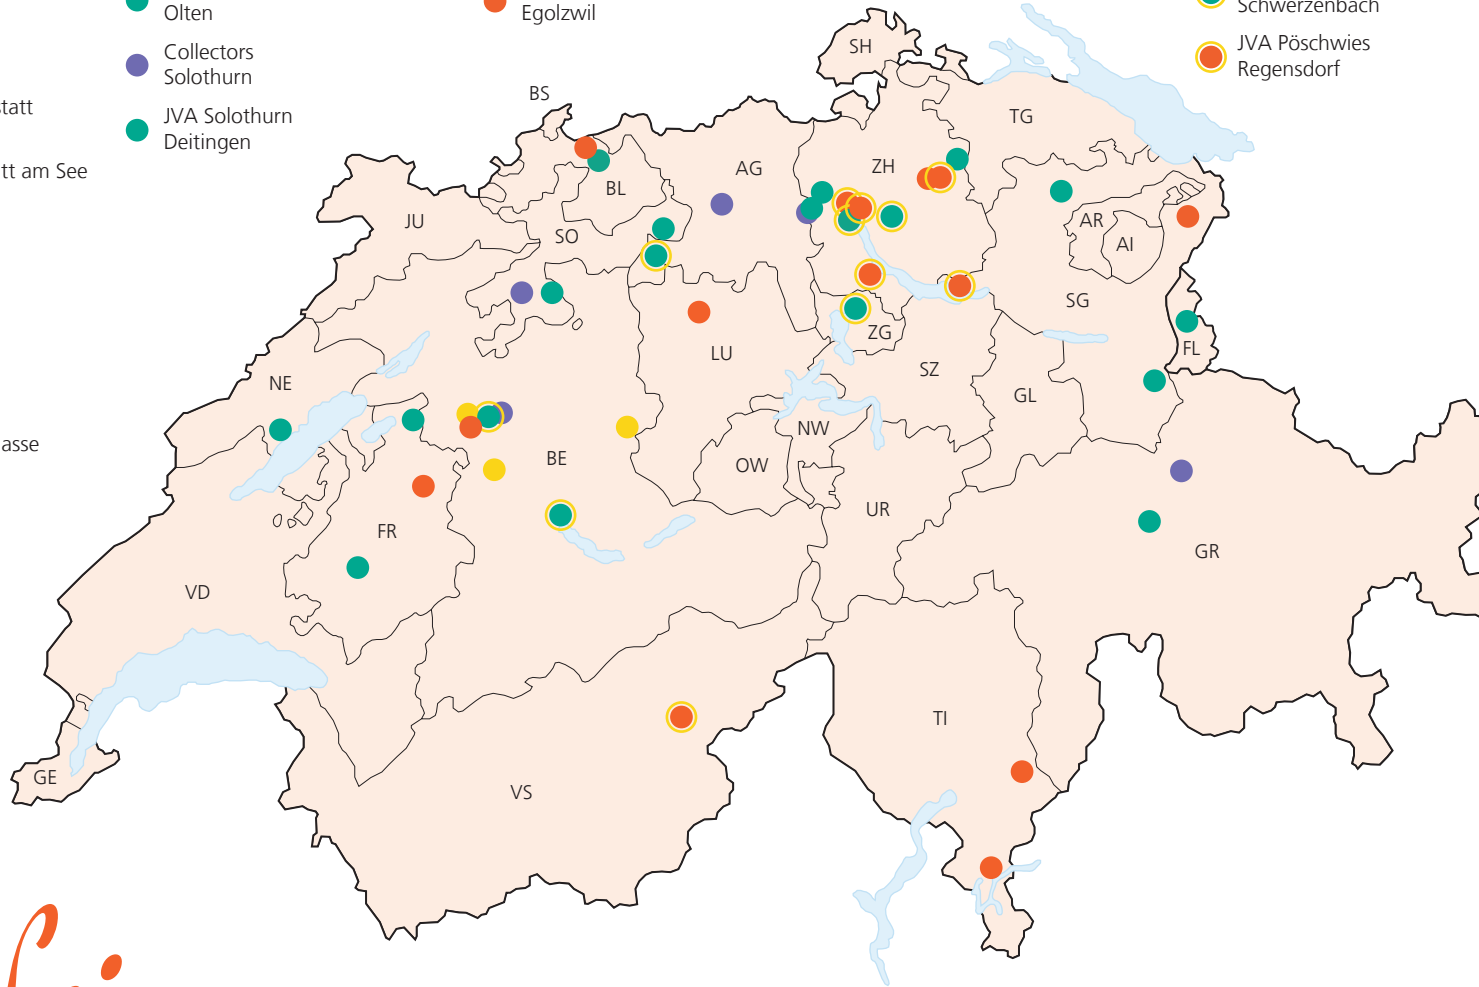 Olten
Collectors
Solothurn
JVA Solothurn
Deitingen
Egolzwil
Schwerzenbach
JVA Pöschwies
Regensdorf
tatt
tt am See
asse
SH
BS
TG
AG
ZH
BL
JU
SO
AR
AI
SG
FL
ZG
LU
SZ
NE
GL
NW
BE
OW
UR
FR
GR
VD
TI
GE
VS